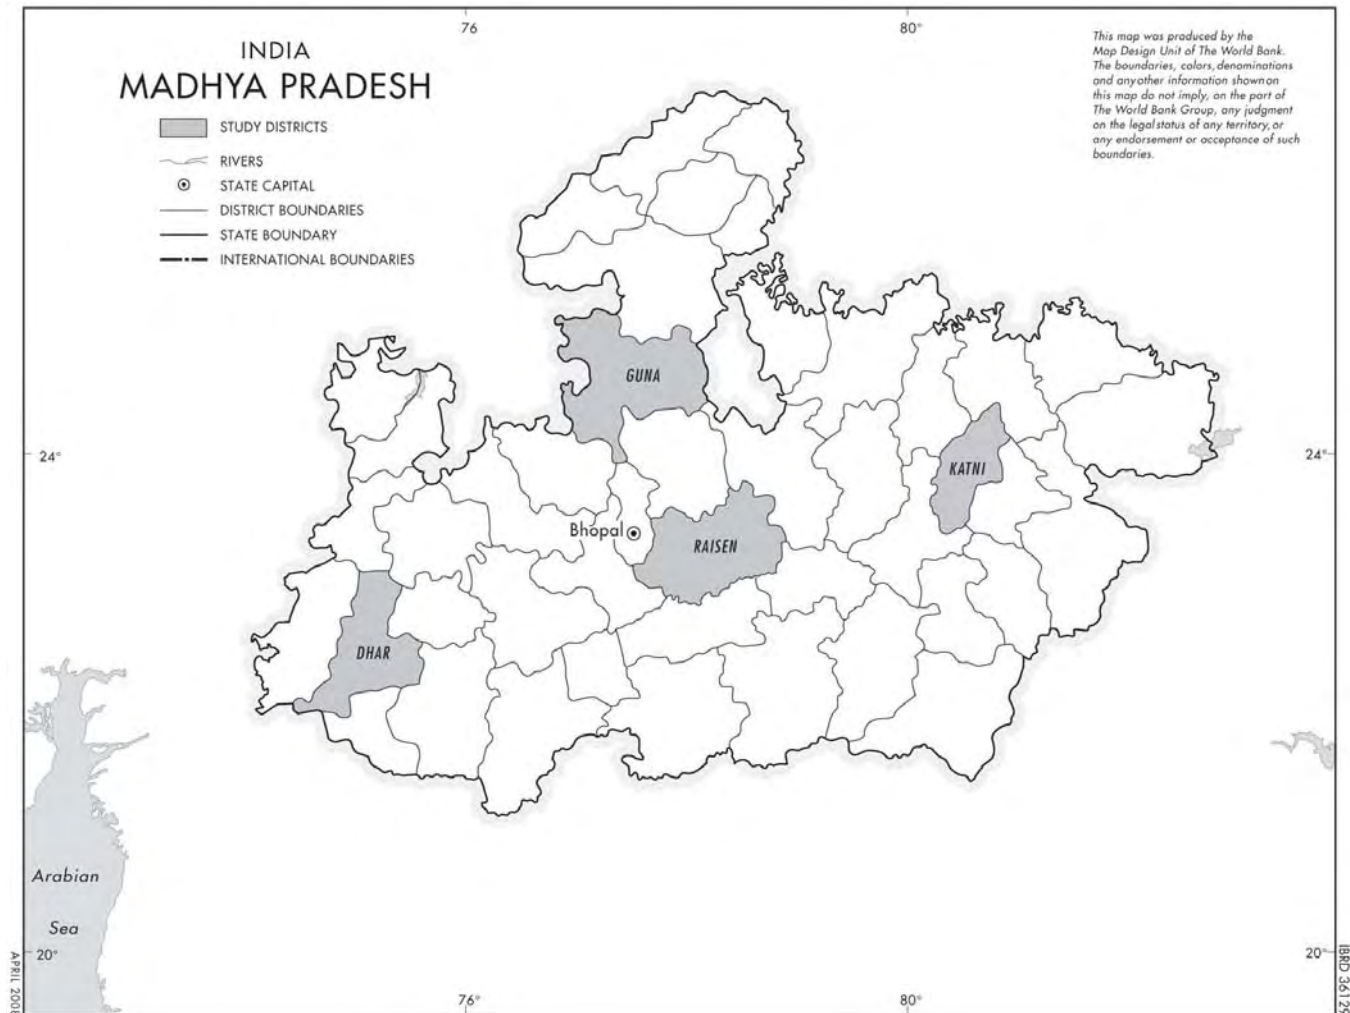 76°
80°
INDIA
MADHYA PRADESH
STUDY DISTRICTS
RIVERS
STATE CAPITAL
DISTRICT BOUNDARIES
STATE BOUNDARY
INTERNATIONAL BOUNDARIES
This map was produced by the
Map Design Unit of The World Bank.
The boundaries, colors, denominations
and any other information shown on
this map do not imply, on the part of
The World Bank Group, any judgment
on the legal status of any territory, or
any endorsement or acceptance of such
boundaries.
GUNA
24°
24°
KATNI
Bhopal
RAISEN
DHAR
Arabian
Sea
20°
20°
APRIL 2008
IBRD 36129
76°
80°